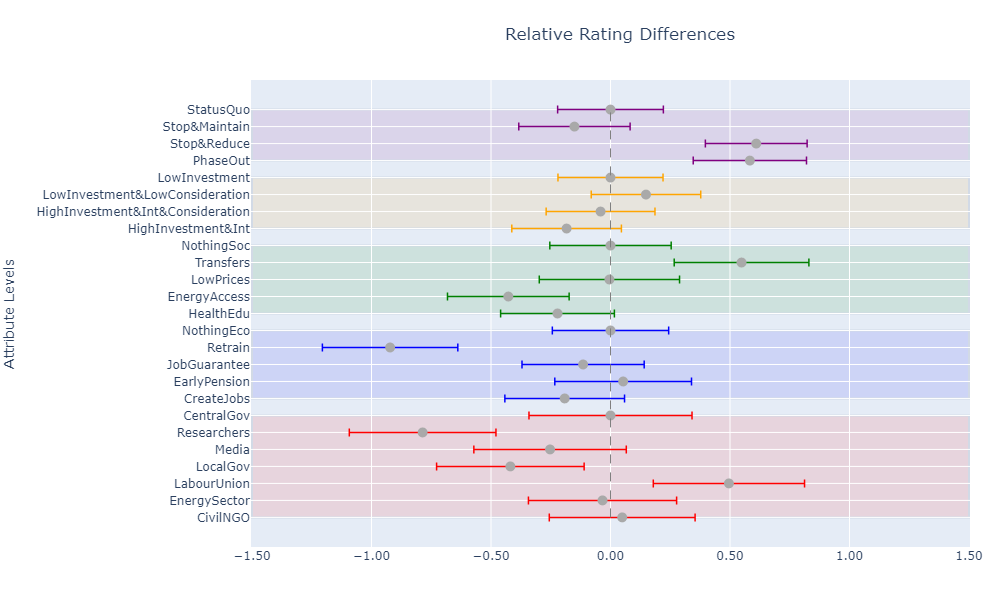 Relative Rating Differences
Attribute Levels
StatusQuo
Stop&Maintain
Stop&Reduce
PhaseOut
LowInvestment
LowInvestment&LowConsideration
HighInvestment&Int&Consideration
HighInvestment&Int
NothingSoc
Transfers
LowPrices
EnergyAccess
HealthEdu
NothingEco
Retrain
JobGuarantee
EarlyPension
CreateJobs
CentralGov
Researchers
Media
LocalGov
LabourUnion
EnergySector
CivilNGO
−1.50 −1.00 −0.50 0.00 0.50 1.00 1.50